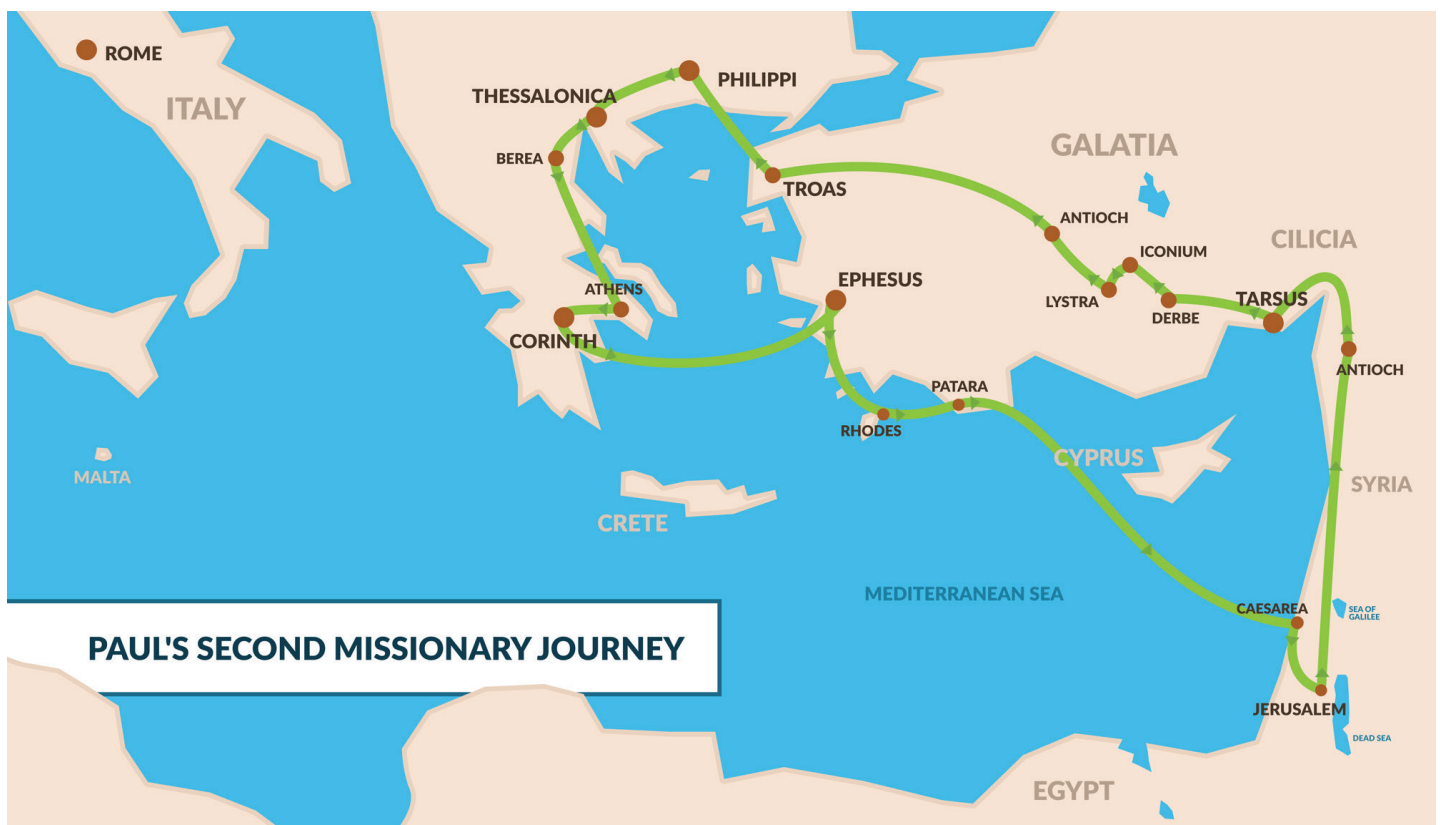 ROME
ITALY
PHILIPPI
THESSALONICA
BEREA
TROAS
GALATIA
ANTIOCH
ICONIUM
CILICIA
LYSTRA
DERBE
TARSUS
EPHESUS
ATHENS
CORINTH
ANTIOCH
PATARA
RHODES
CYPRUS
MALTA
SYRIA
CRETE
MEDITERRANEAN SEA
CAESAREA
SEA OF
GALILEE
PAUL'S SECOND MISSIONARY JOURNEY
JERUSALEM
DEAD SEA
EGYPT